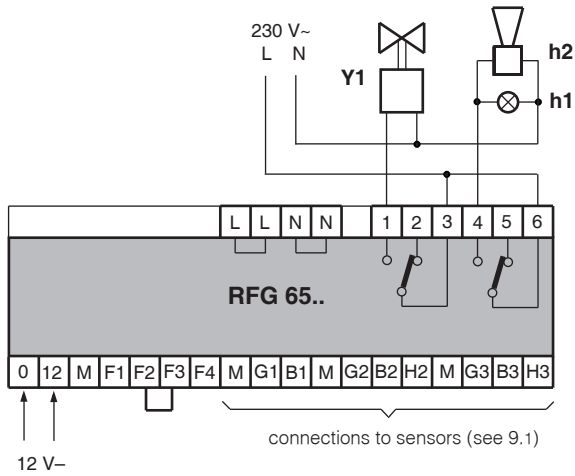 230 V~
L N
Y1
h2
h1
L L N N 1 2 3 4 5 6
RFG 65..
0 12 M F1 F2 F3 F4 M G1 B1 M G2 B2 H2 M G3 B3 H3
connections to sensors (see 9.1)
12 V–